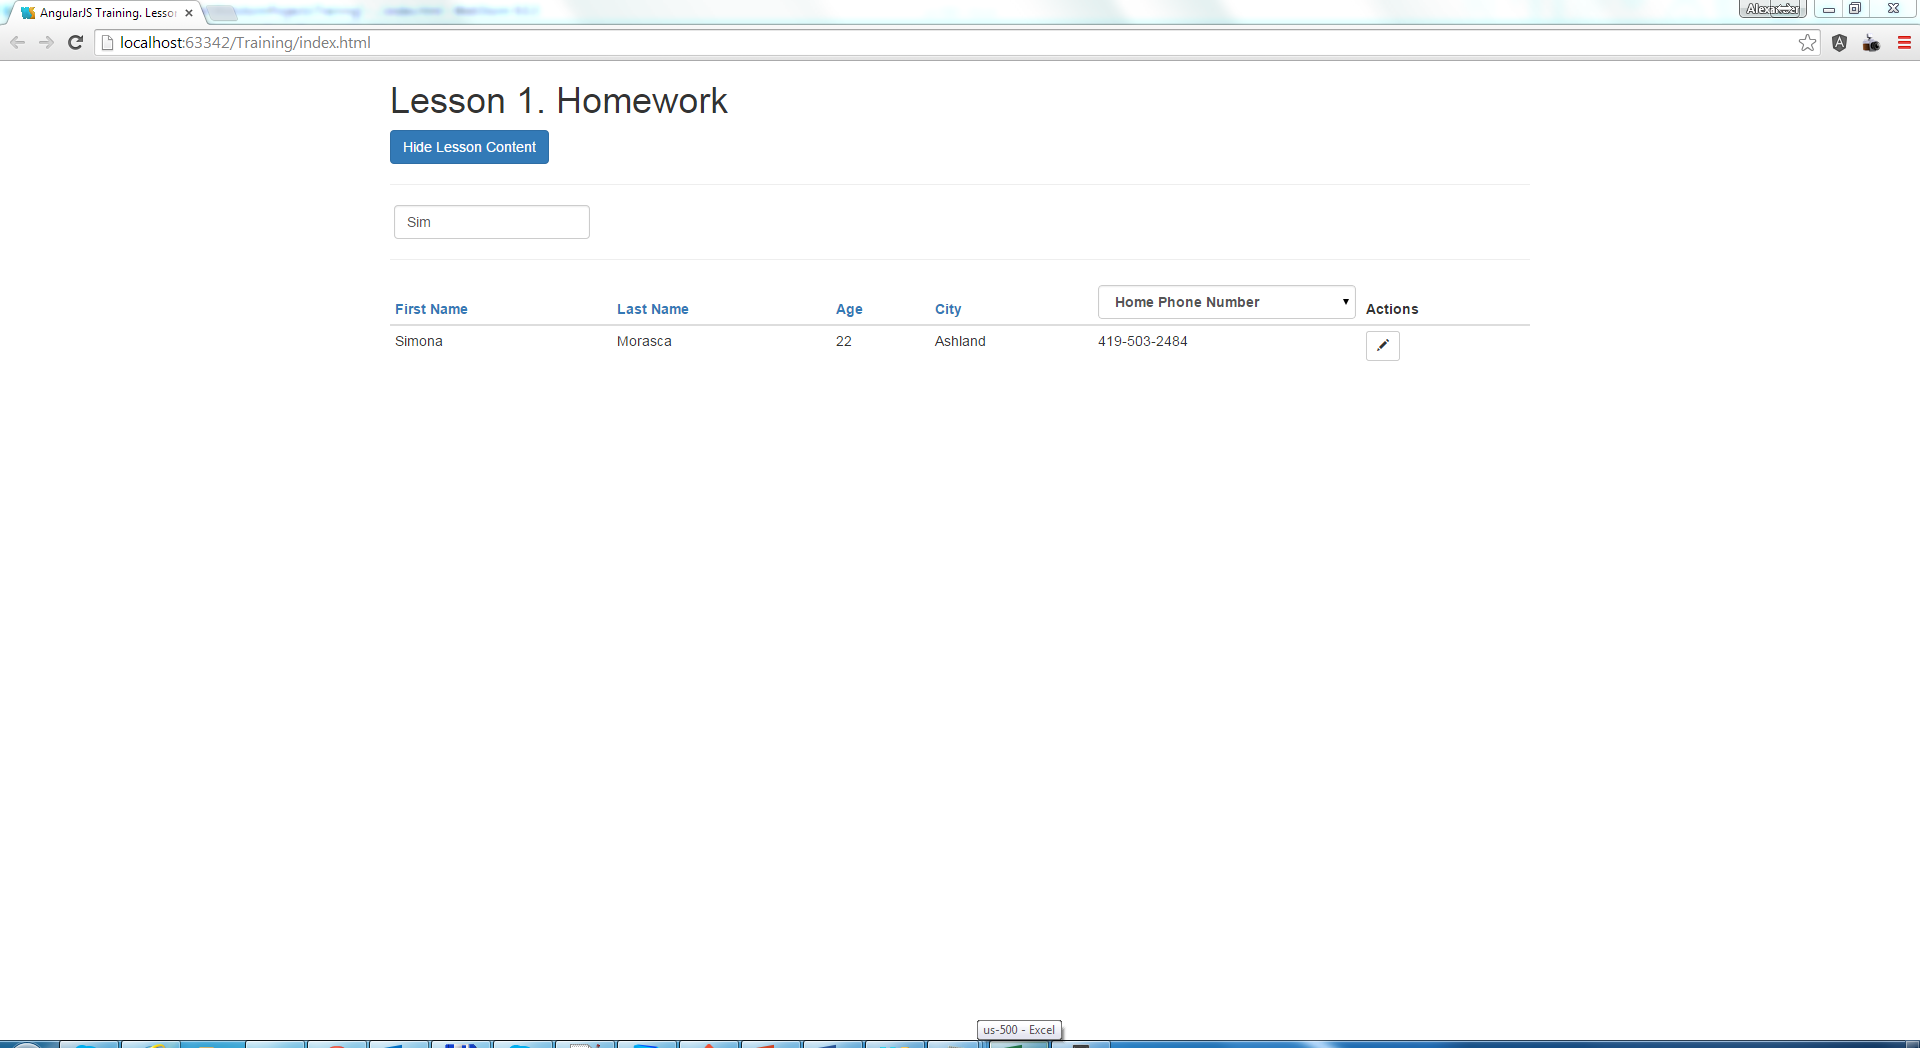 AngularJS Training. Lesso
Alexander
localhost:63342/Training/index.html
Lesson 1. Homework
Hide Lesson Content
Sim
First Name Last Name Age City Home Phone Number Actions
Simona Morasca 22 Ashland 419-503-2484
us-500 - Excel